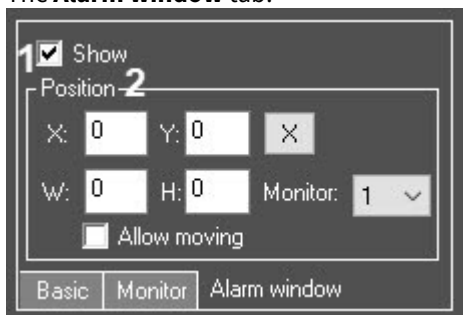 The Alarm window tab:
1 Show
Position 2
X: 0 Y: 0 X
W: 0 H: 0 Monitor: 1
Allow moving
Basic Monitor Alarm window